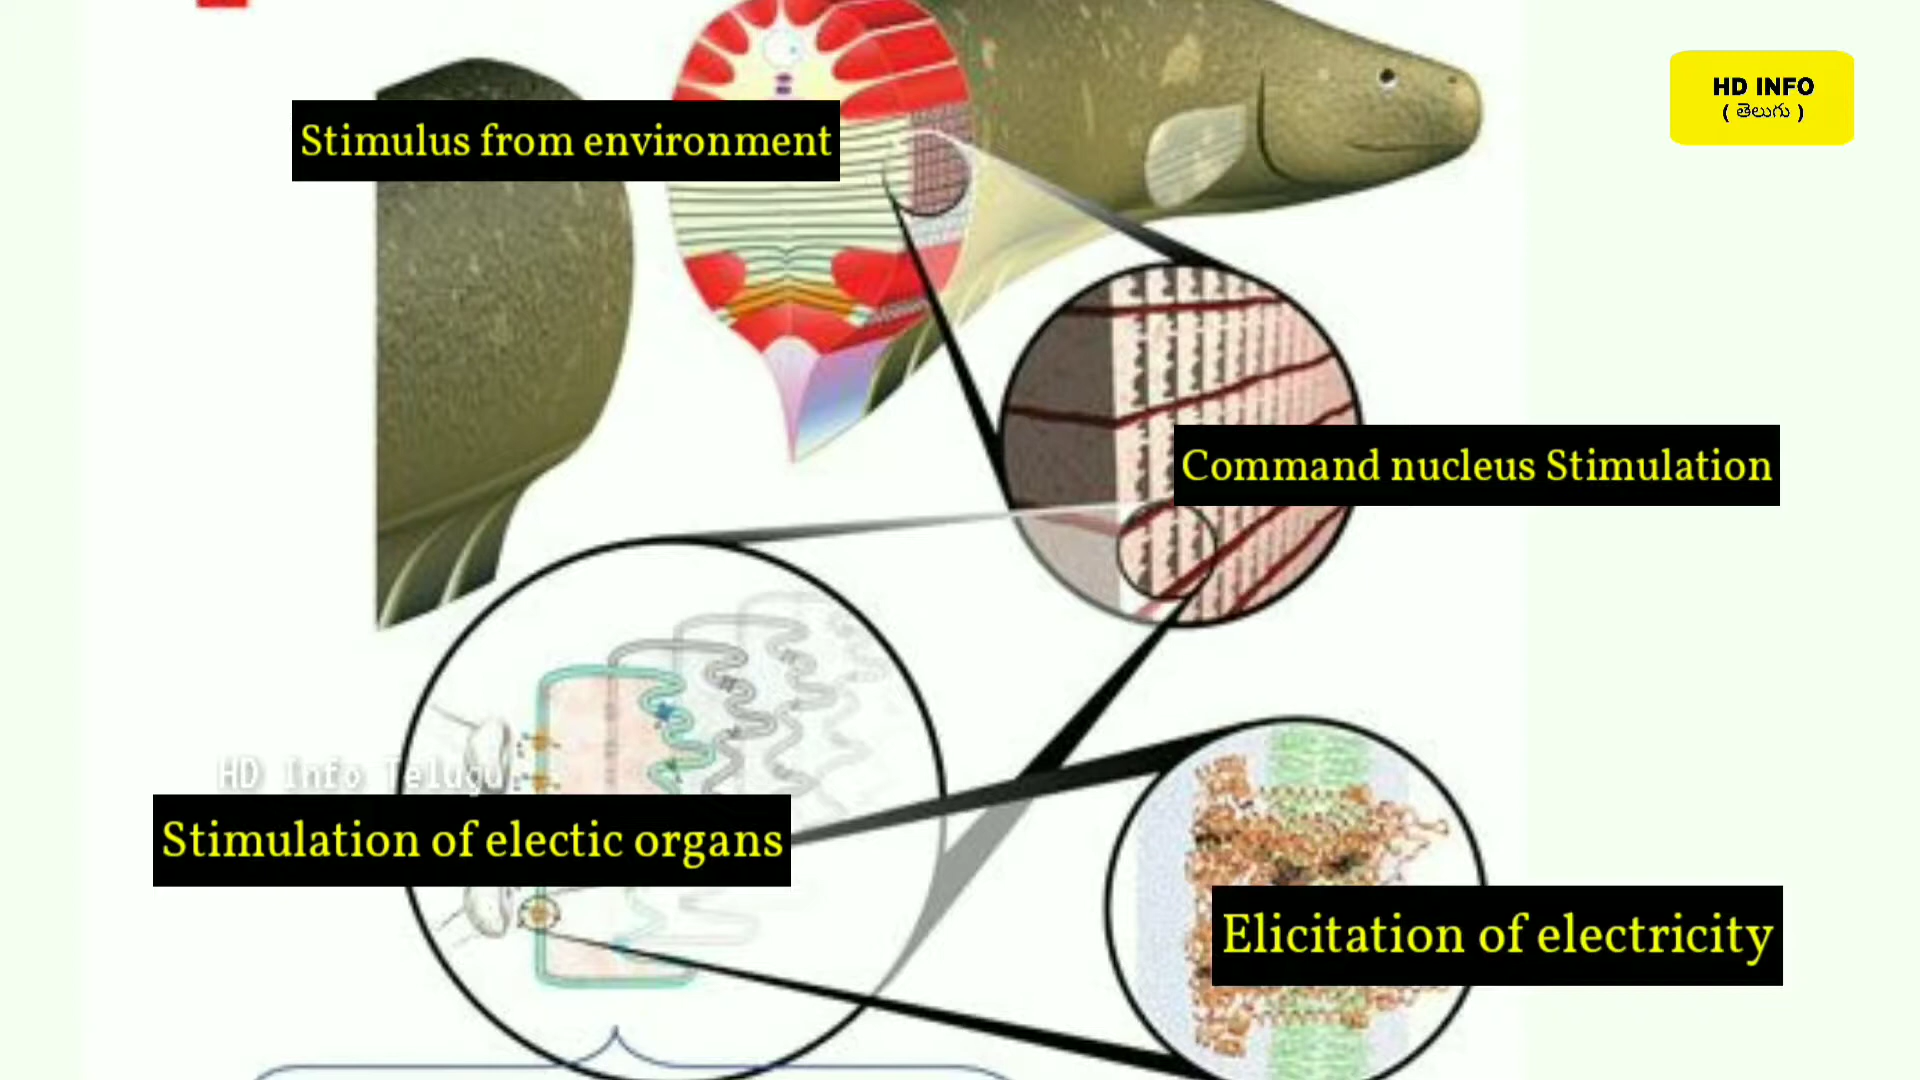 HD INFO
( తెలుగు )
Stimulus from environment
Command nucleus Stimulation
HD Info Telugu
Stimulation of electic organs
Elicitation of electricity